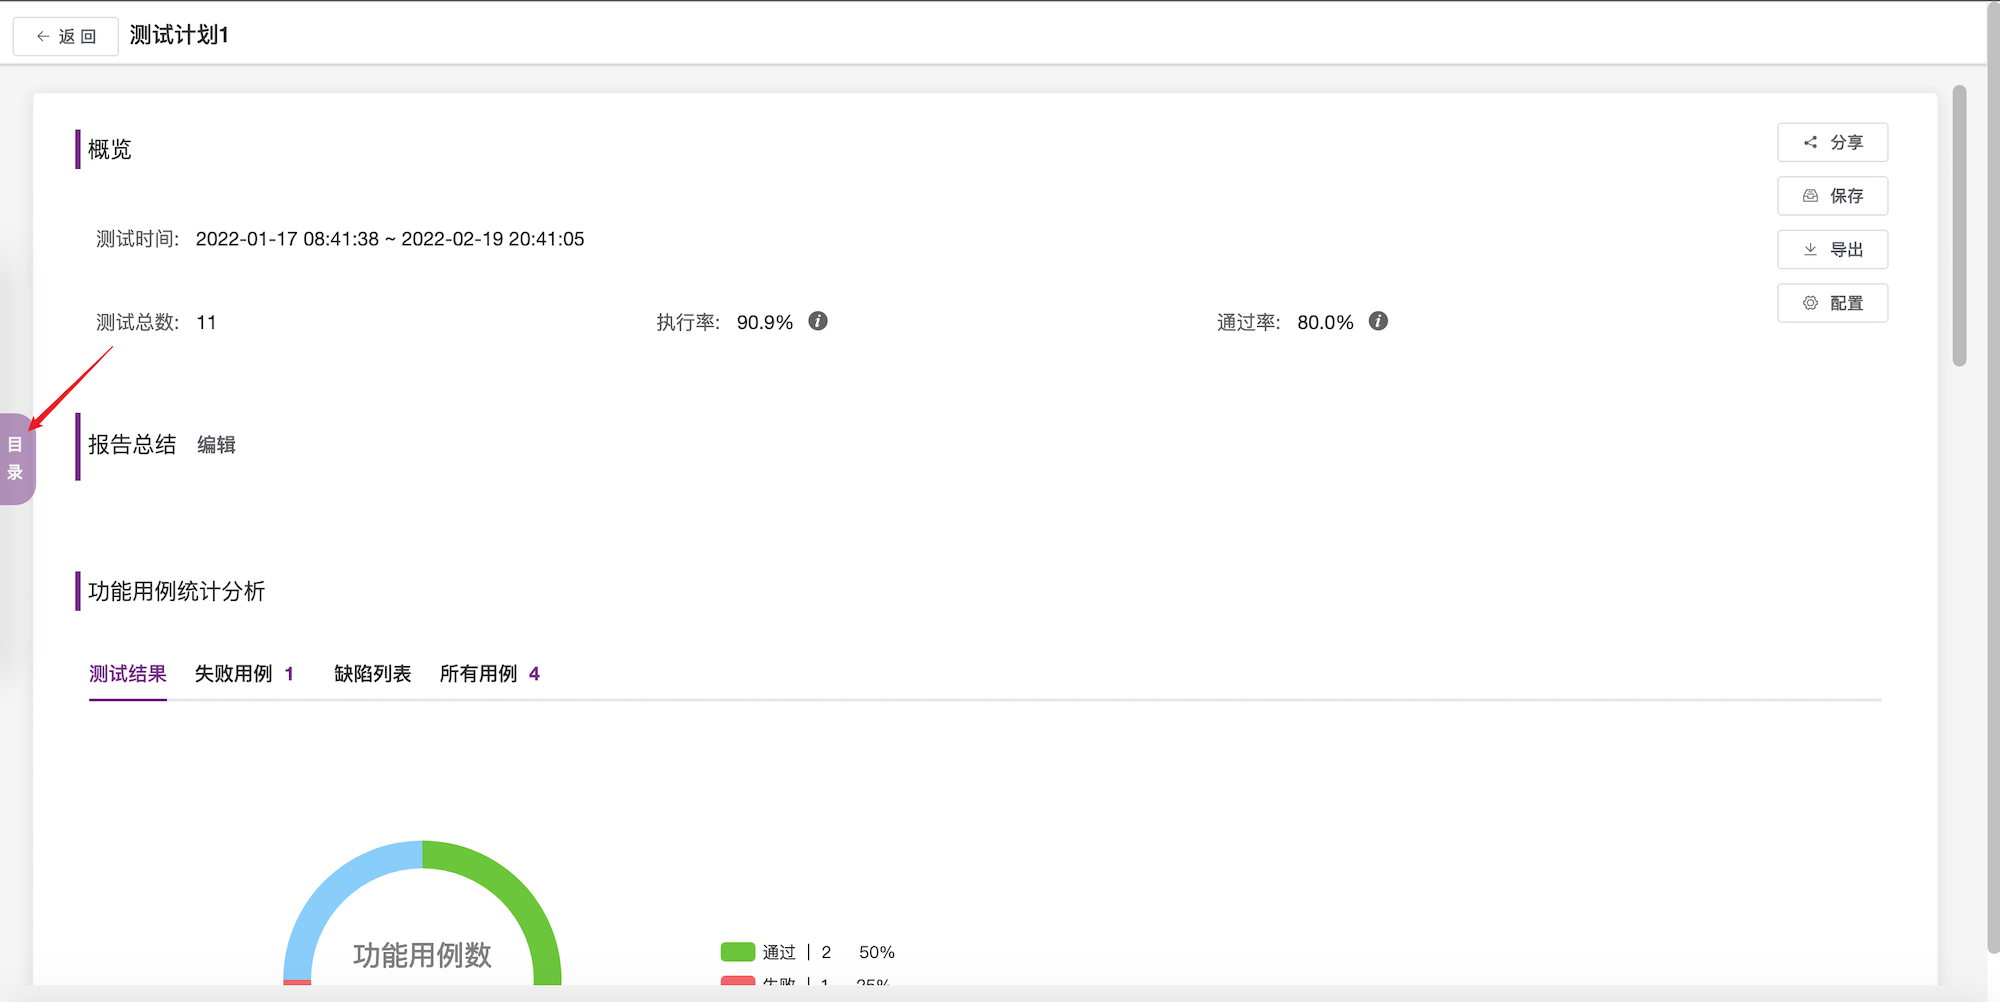 返 回 测试计划1
概览
分享
保存
导出
配置
测试时间: 2022-01-17 08:41:38 ~ 2022-02-19 20:41:05
测试总数: 11 执行率: 90.9% 通过率: 80.0%
目录
报告总结 编辑
功能用例统计分析
测试结果 失败用例 1 缺陷列表 所有用例 4
功能用例数
通过 | 2 50%
失败 | 1 25%